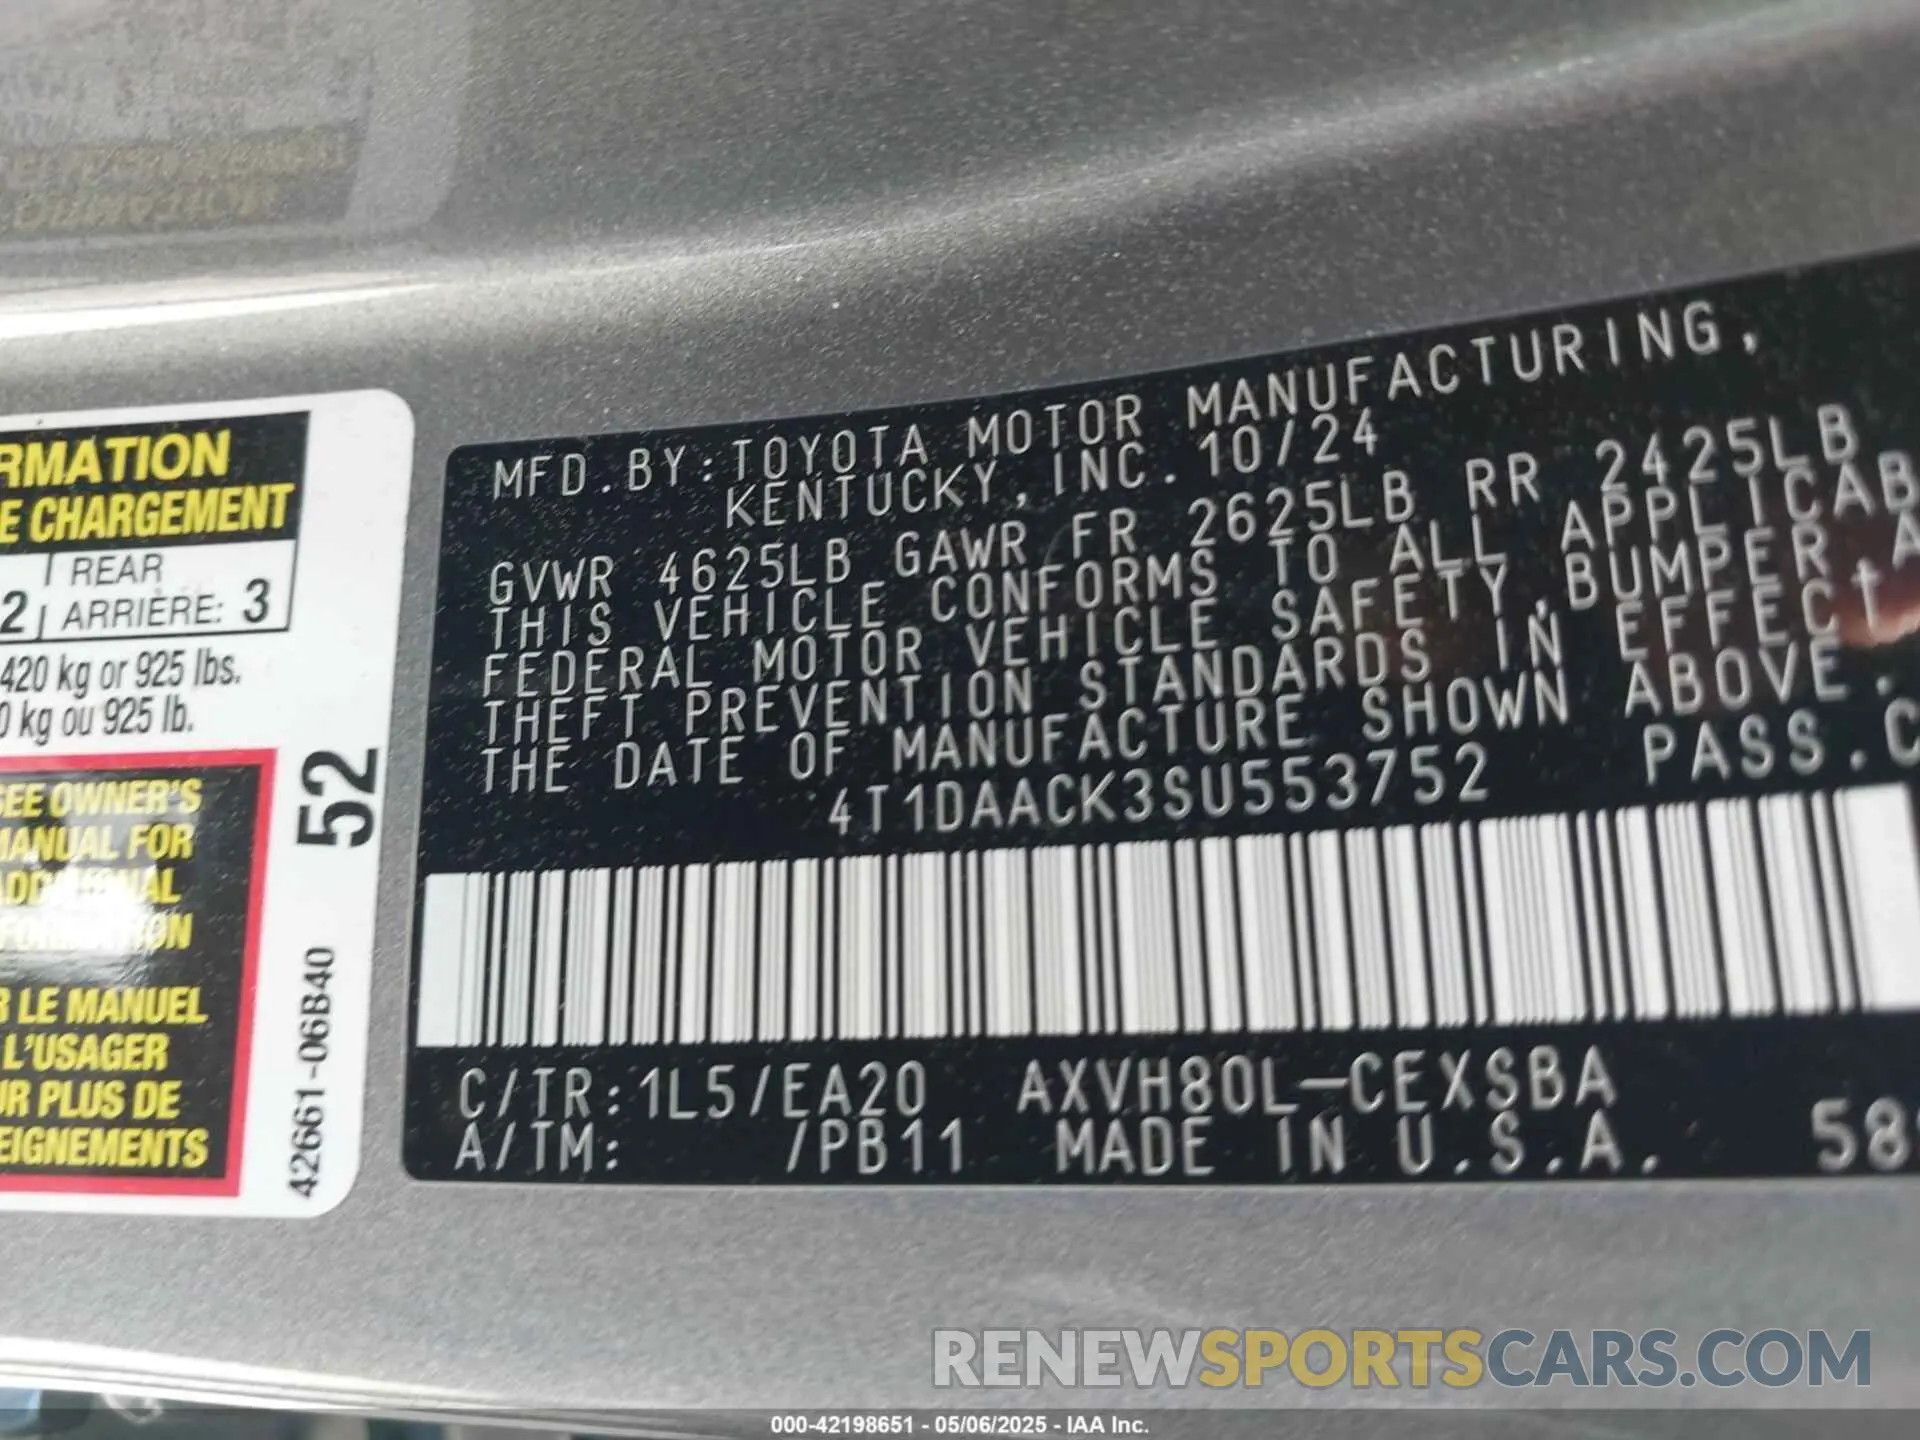 RMATION
E CHARGEMENT
2 REAR
ARRIÈRE: 3
420 kg or 925 lbs.
0 kg ou 925 lb.
SEE OWNER'S
MANUAL FOR
ADDITIONAL
FORMATION
R LE MANUEL
L'USAGER
UR PLUS DE
EIGNEMENTS
52
42661-06B40
MFD.BY:TOYOTA MOTOR MANUFACTURING,
KENTUCKY,INC.10/24
GVWR 4625LB GAWR FR 2625LB RR 2425LB
THIS VEHICLE CONFORMS TO ALL APPLICAB
FEDERAL MOTOR VEHICLE SAFETY,BUMPER,A
THEFT PREVENTION STANDARDS IN EFFECT
THE DATE OF MANUFACTURE SHOWN ABOVE.
4T1DAACK3SU553752 PASS.C
C/TR:1L5/EA20 AXVH80L-CEXSBA
A/TM: /PB11 MADE IN U.S.A. 58
RENEWSPORTSCARS.COM
000-42198651 - 05/06/2025 - IAA Inc.